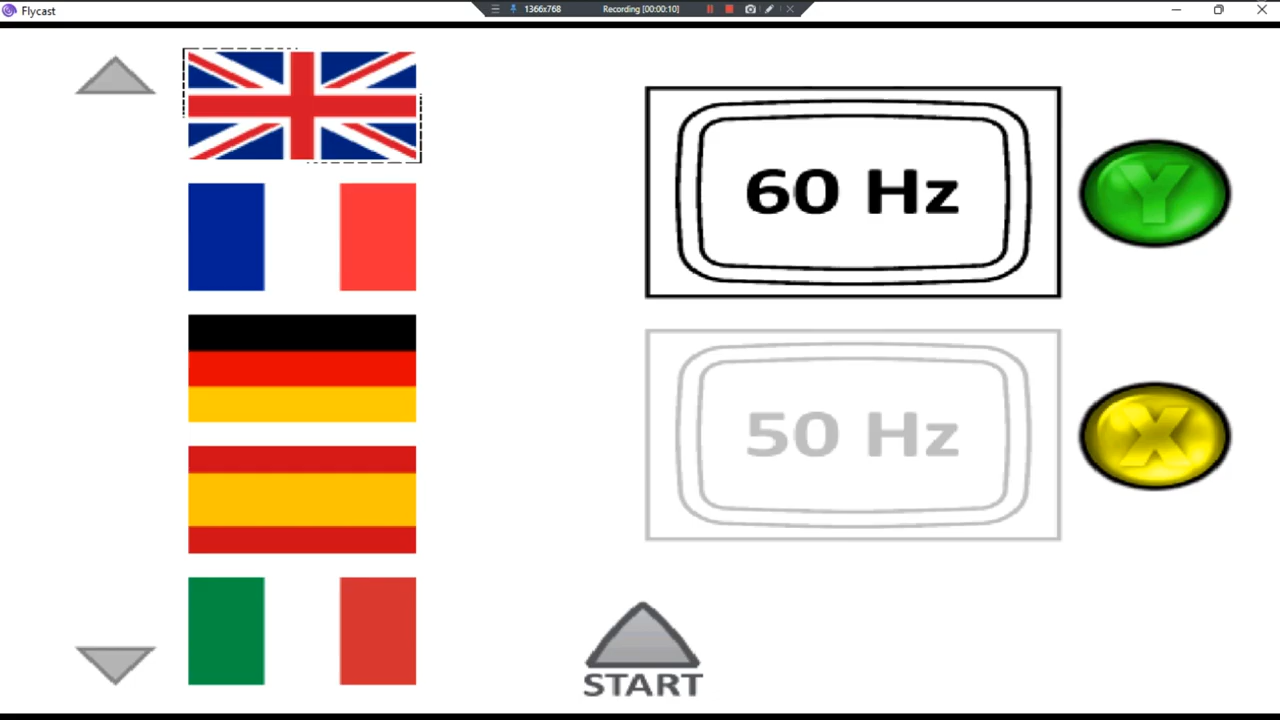 Flycast
1366x768
Recording [00:00:10]
60 Hz
Y
50 Hz
X
START